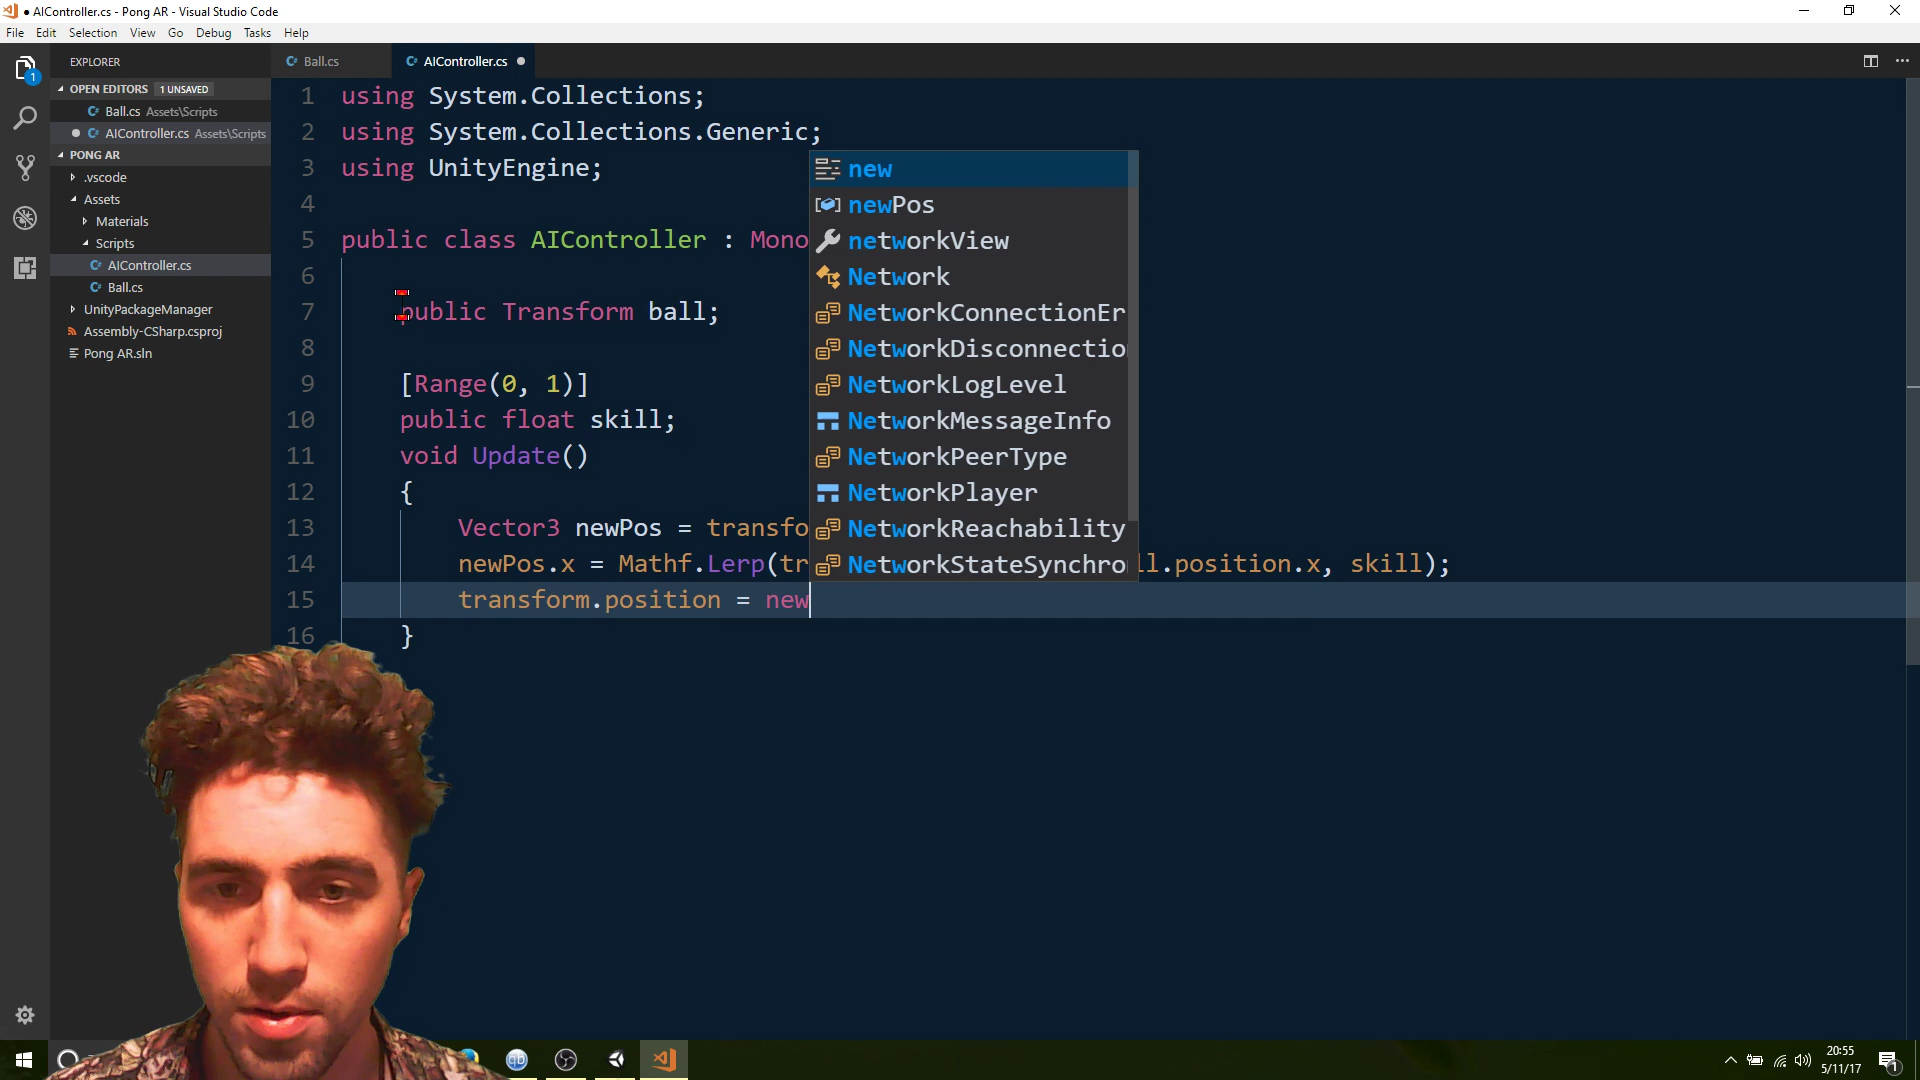 ● AIController.cs - Pong AR - Visual Studio Code
File Edit Selection View Go Debug Tasks Help
EXPLORER
OPEN EDITORS 1 UNSAVED
Ball.cs Assets\Scripts
AIController.cs Assets\Scripts
PONG AR
.vscode
Assets
Materials
Scripts
AIController.cs
Ball.cs
UnityPackageManager
Assembly-CSharp.csproj
Pong AR.sln
1
Ball.cs AIController.cs
1 using System.Collections;
2 using System.Collections.Generic;
3 using UnityEngine;
4
5 public class AIController : Mono
6
7 public Transform ball;
8
9 [Range(0, 1)]
10 public float skill;
11 void Update()
12 {
13 Vector3 newPos = transfo
14 newPos.x = Mathf.Lerp(tr ll.position.x, skill);
15 transform.position = new
16 }
new
newPos
networkView
Network
NetworkConnectionEr
NetworkDisconnectio
NetworkLogLevel
NetworkMessageInfo
NetworkPeerType
NetworkPlayer
NetworkReachability
NetworkStateSynchro
qb
20:55
5/11/17
1